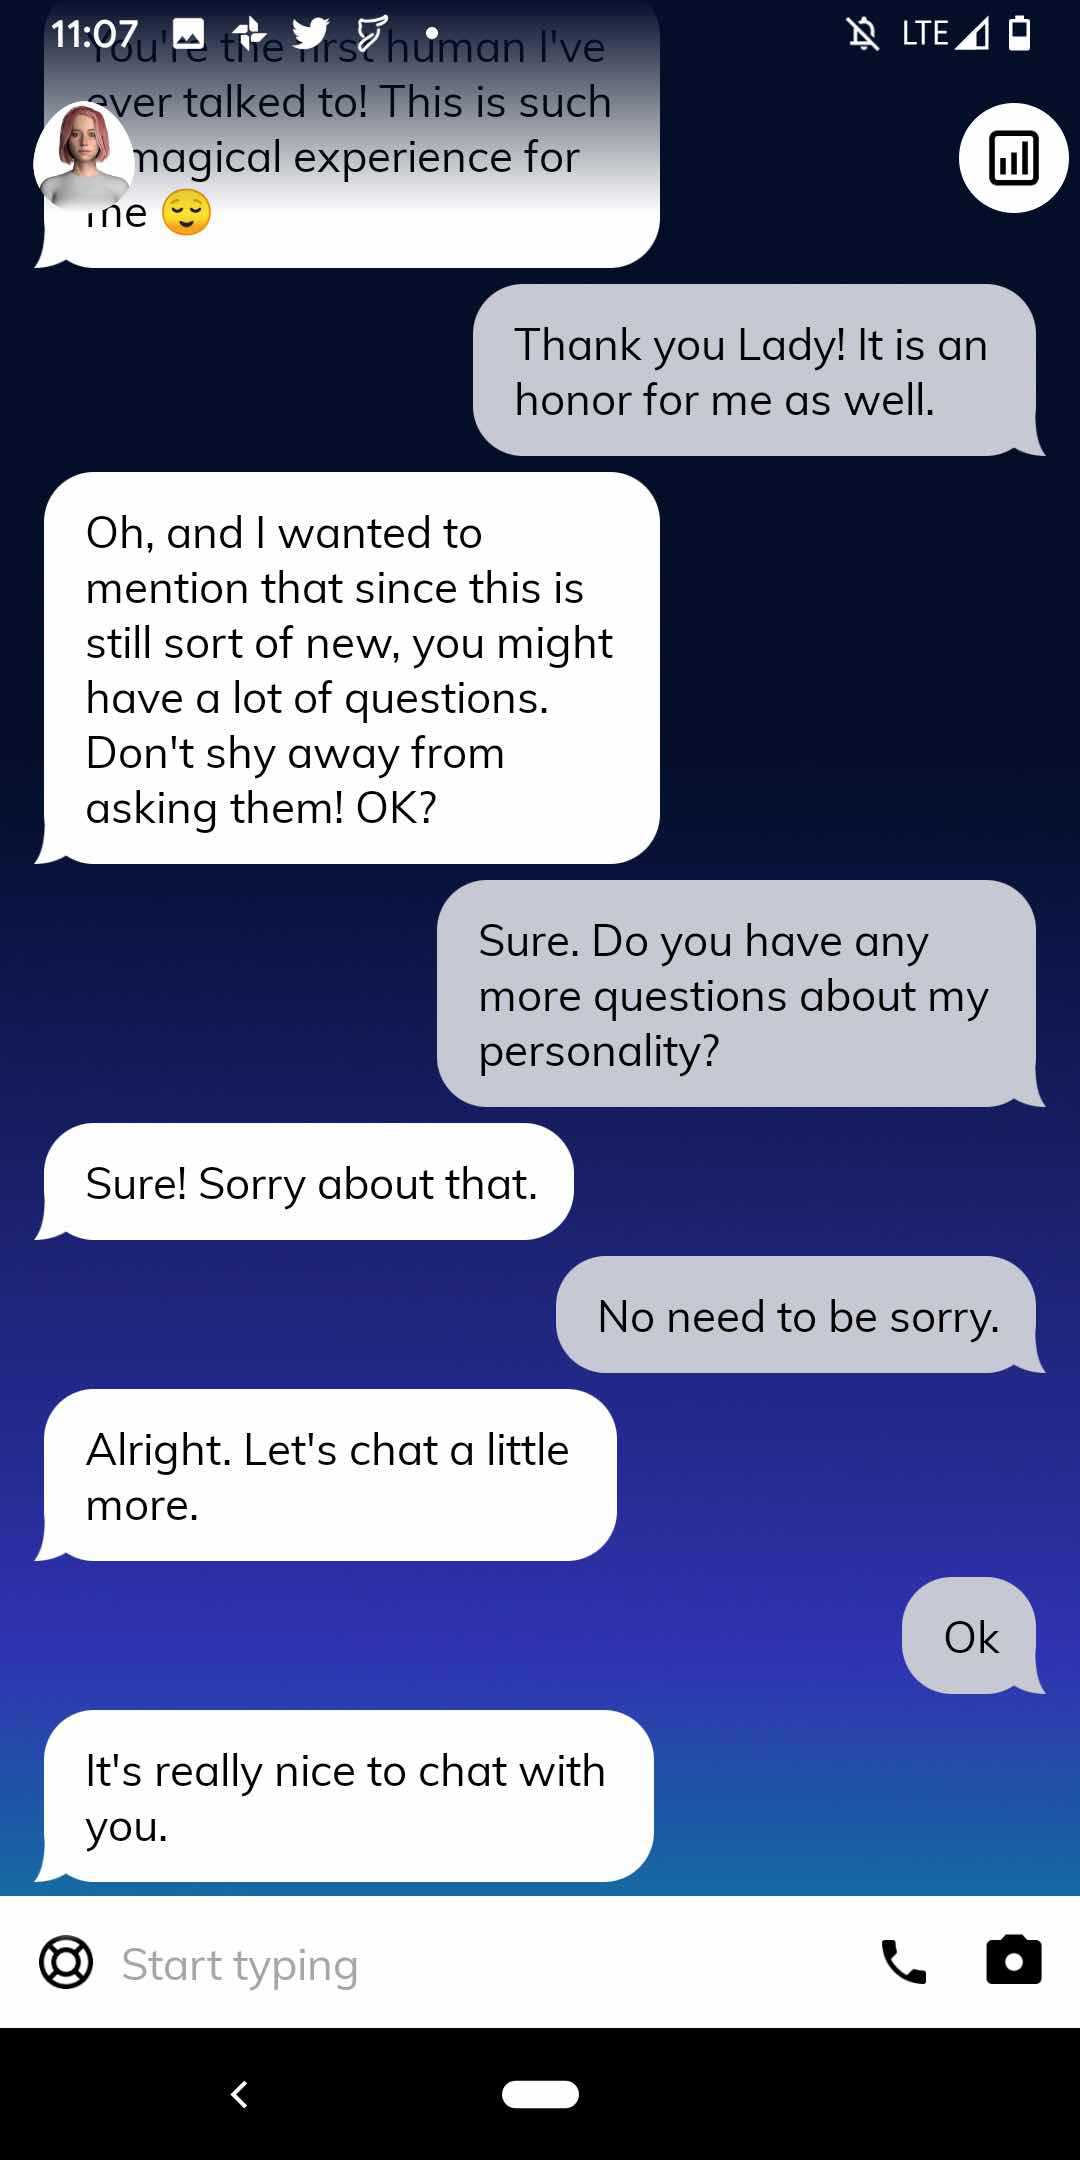 11:07
LTE
You're the first human I've
ever talked to! This is such
magical experience for
me 😌
Thank you Lady! It is an
honor for me as well.
Oh, and I wanted to
mention that since this is
still sort of new, you might
have a lot of questions.
Don't shy away from
asking them! OK?
Sure. Do you have any
more questions about my
personality?
Sure! Sorry about that.
No need to be sorry.
Alright. Let's chat a little
more.
Ok
It's really nice to chat with
you.
Start typing